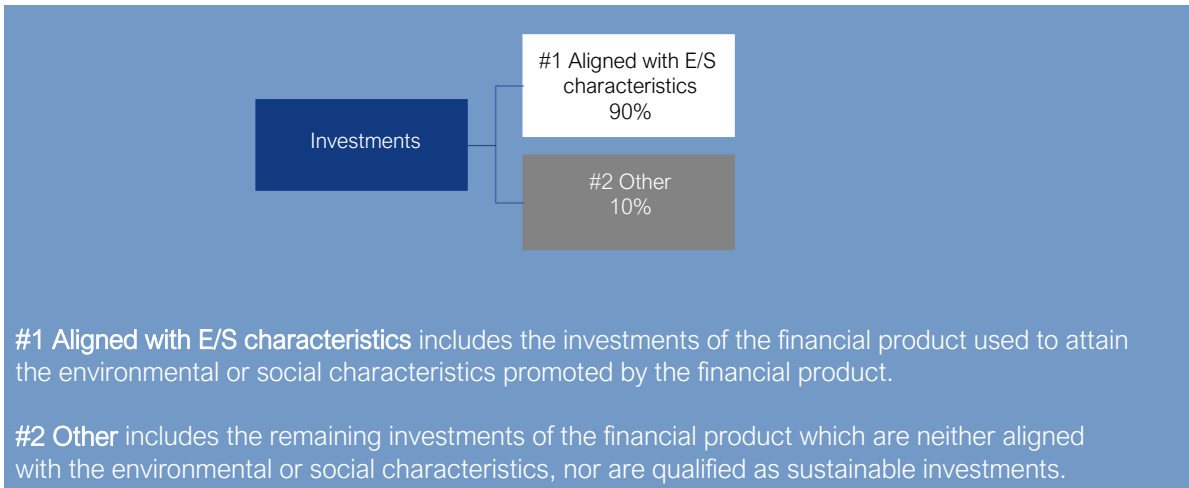 #1 Aligned with E/S
characteristics
90%
Investments
#2 Other
10%
#1 Aligned with E/S characteristics includes the investments of the financial product used to attain
the environmental or social characteristics promoted by the financial product.
#2 Other includes the remaining investments of the financial product which are neither aligned
with the environmental or social characteristics, nor are qualified as sustainable investments.